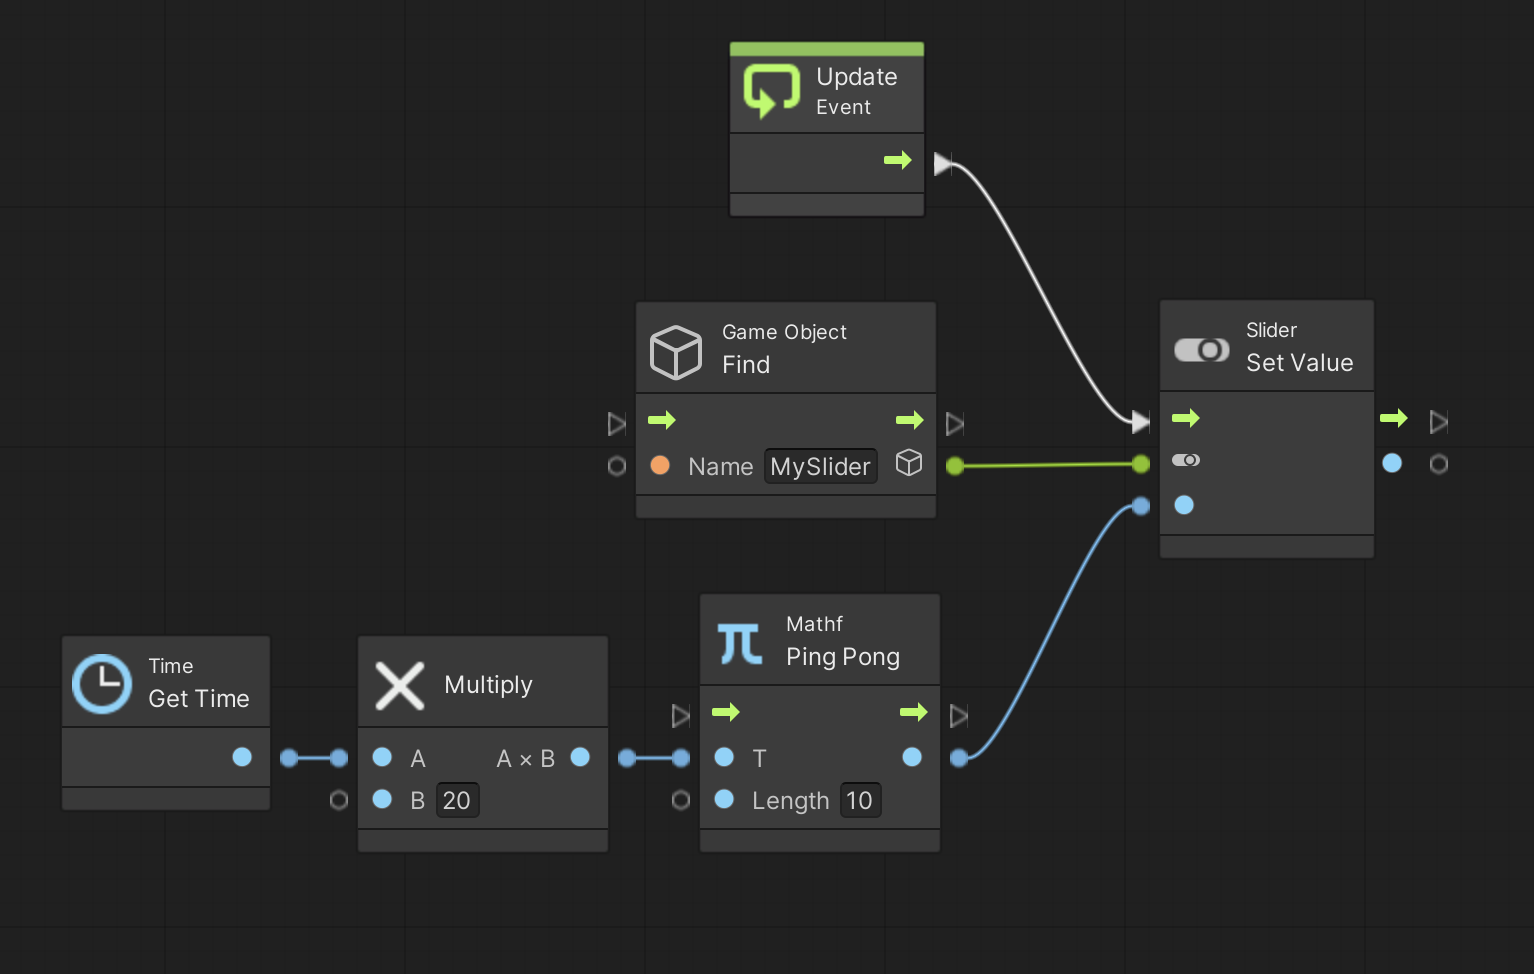 Update
Event
Game Object
Find
Name MySlider
Slider
Set Value
Time
Get Time
Multiply
A A × B
B 20
Mathf
Ping Pong
T
Length 10